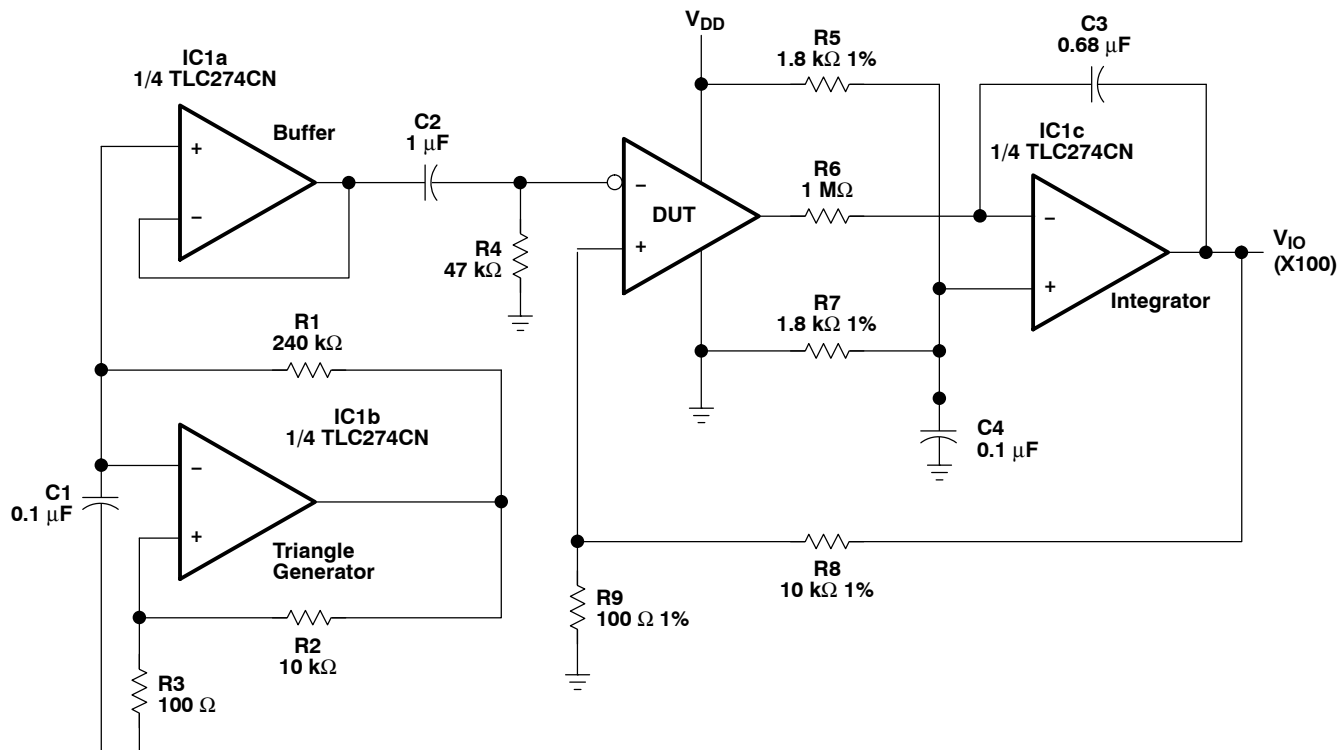 IC1a
1/4 TLC274CN
Buffer
C2
1 μF
R4
47 kΩ
R1
240 kΩ
IC1b
1/4 TLC274CN
C1
0.1 μF
Triangle
Generator
R2
10 kΩ
R3
100 Ω
VDD
DUT
R5
1.8 kΩ 1%
R6
1 MΩ
R7
1.8 kΩ 1%
C3
0.68 μF
IC1c
1/4 TLC274CN
Integrator
VIO
(X100)
C4
0.1 μF
R8
10 kΩ 1%
R9
100 Ω 1%
+
−
−
+
−
+
−
+